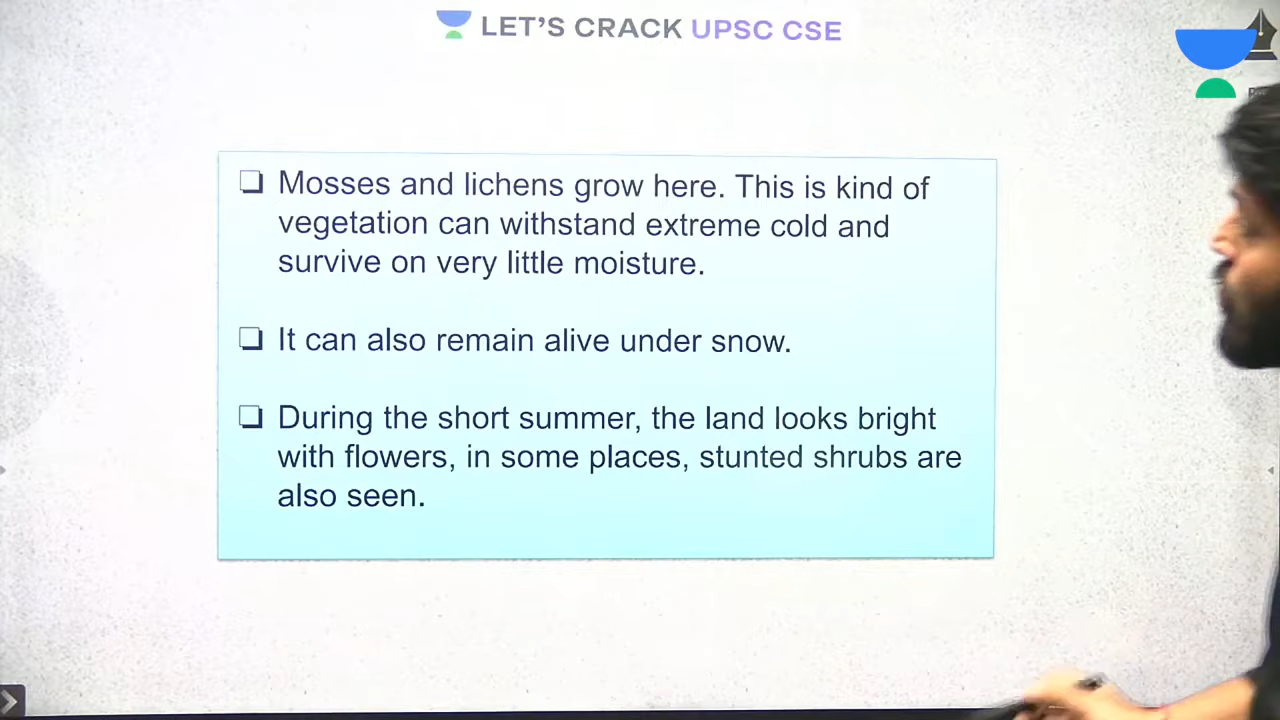 LET'S CRACK UPSC CSE
❑ Mosses and lichens grow here. This is kind of
vegetation can withstand extreme cold and
survive on very little moisture.
❑ It can also remain alive under snow.
❑ During the short summer, the land looks bright
with flowers, in some places, stunted shrubs are
also seen.